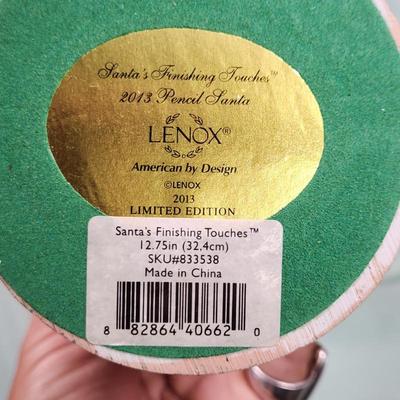 Santa's Finishing Touches™
2013 Pencil Santa
LENOX®
American by Design
©LENOX
2013
LIMITED EDITION
Santa's Finishing Touches™
12.75in (32.4cm)
SKU#833538
Made in China
8 82864 40662 0